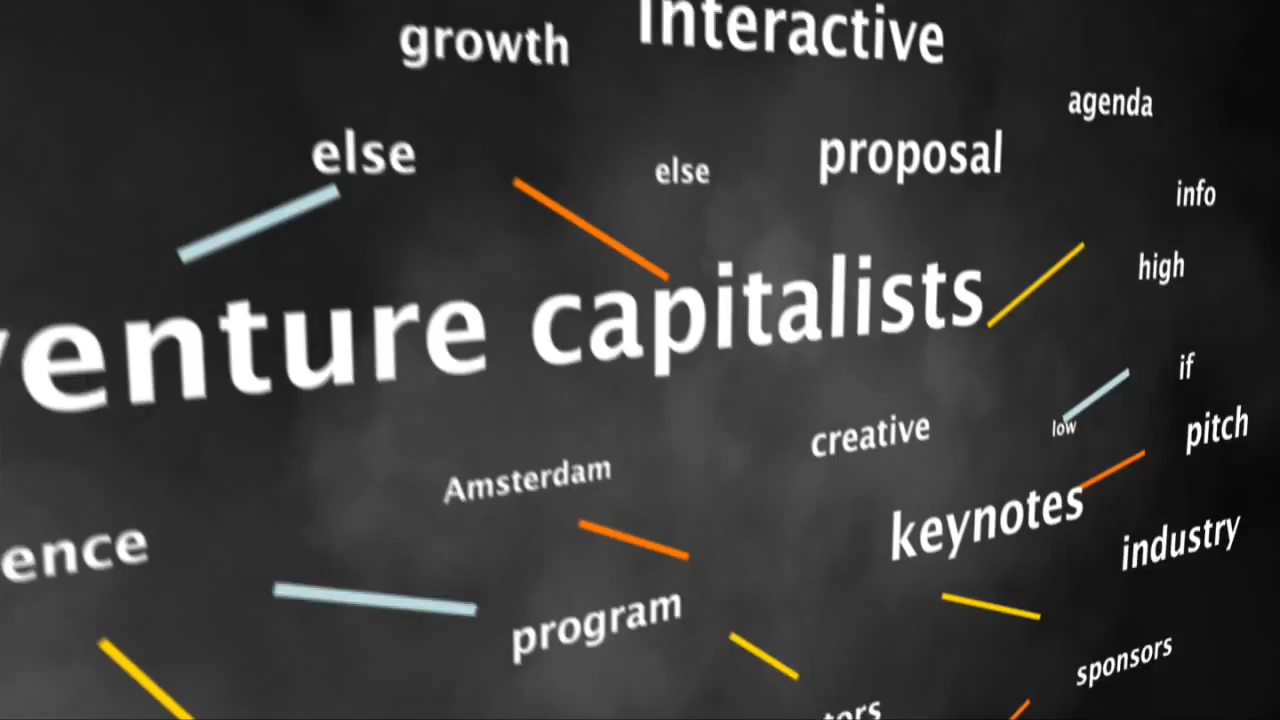 growth
Interactive
agenda
else
else
proposal
info
high
venture capitalists
if
low
pitch
creative
Amsterdam
keynotes
industry
ence
program
sponsors
tors